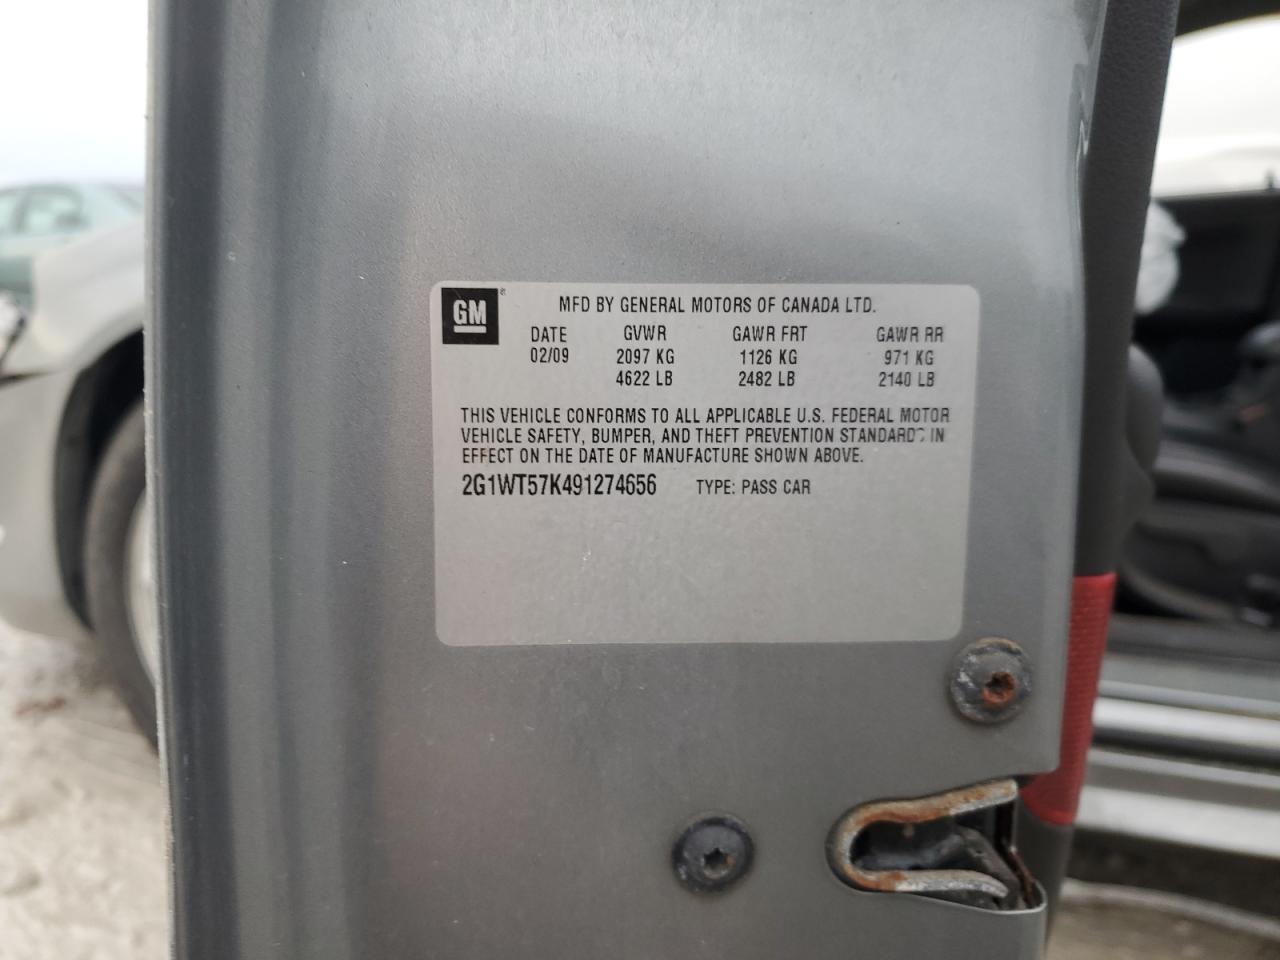 GM
MFD BY GENERAL MOTORS OF CANADA LTD.
DATE GVWR GAWR FRT GAWR RR
02/09 2097 KG 1126 KG 971 KG
4622 LB 2482 LB 2140 LB
THIS VEHICLE CONFORMS TO ALL APPLICABLE U.S. FEDERAL MOTOR
VEHICLE SAFETY, BUMPER, AND THEFT PREVENTION STANDARDS IN
EFFECT ON THE DATE OF MANUFACTURE SHOWN ABOVE.
2G1WT57K491274656 TYPE: PASS CAR